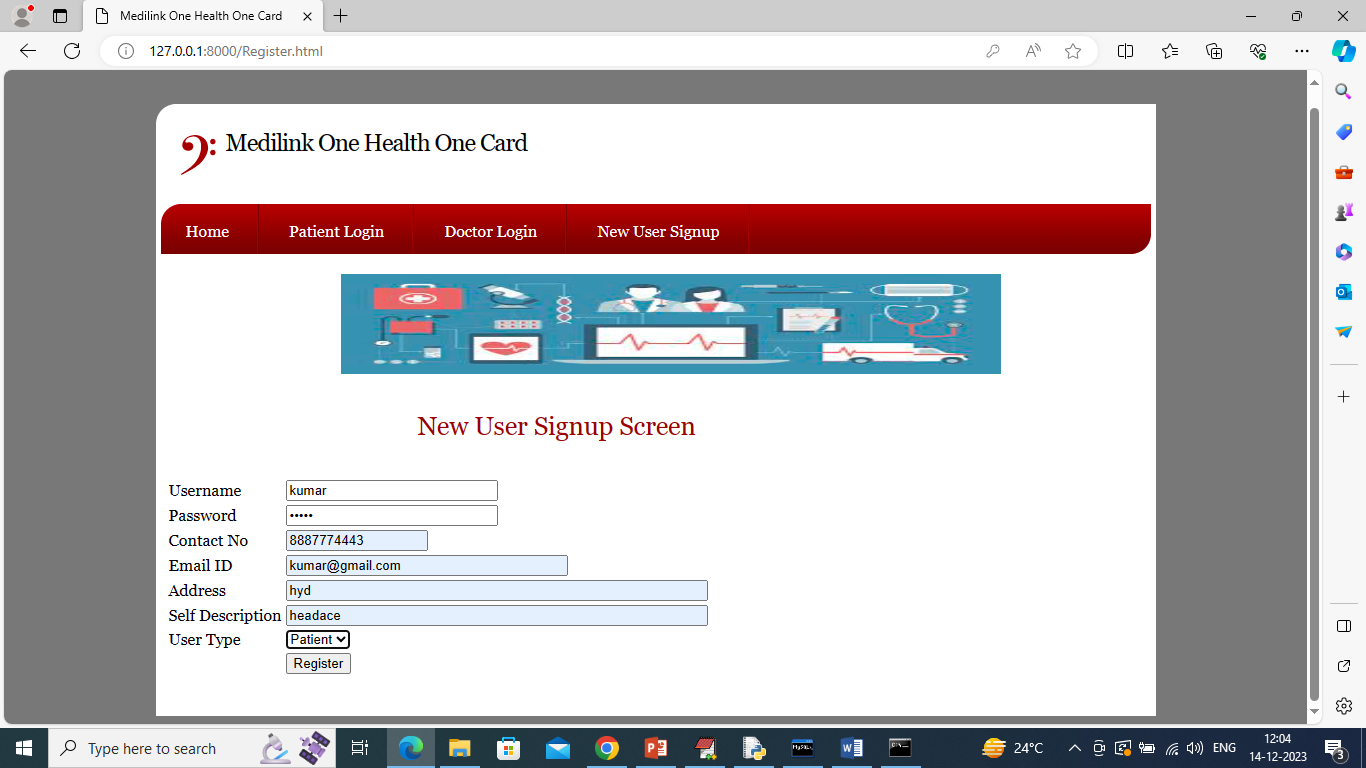 Medilink One Health One Card
127.0.0.1:8000/Register.html
Medilink One Health One Card
Home Patient Login Doctor Login New User Signup
New User Signup Screen
Username kumar
Password •••••
Contact No 8887774443
Email ID kumar@gmail.com
Address hyd
Self Description headace
User Type Patient
Register
Type here to search
24°C
ENG
12:04
14-12-2023
3